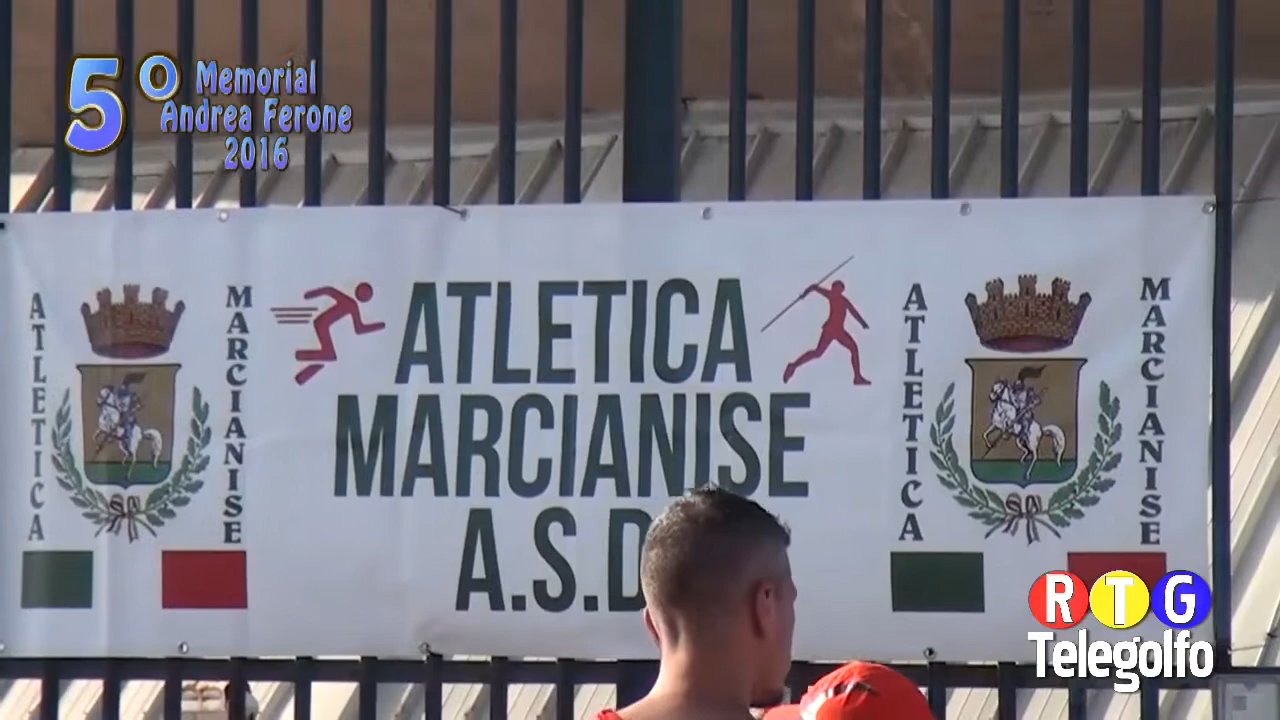 5° Memorial
Andrea Ferone
2016
ATLETICA
MARCIANISE
ATLETICA
MARCIANISE
A.S.D
ATLETICA
MARCIANISE
RTG
Telegolfo